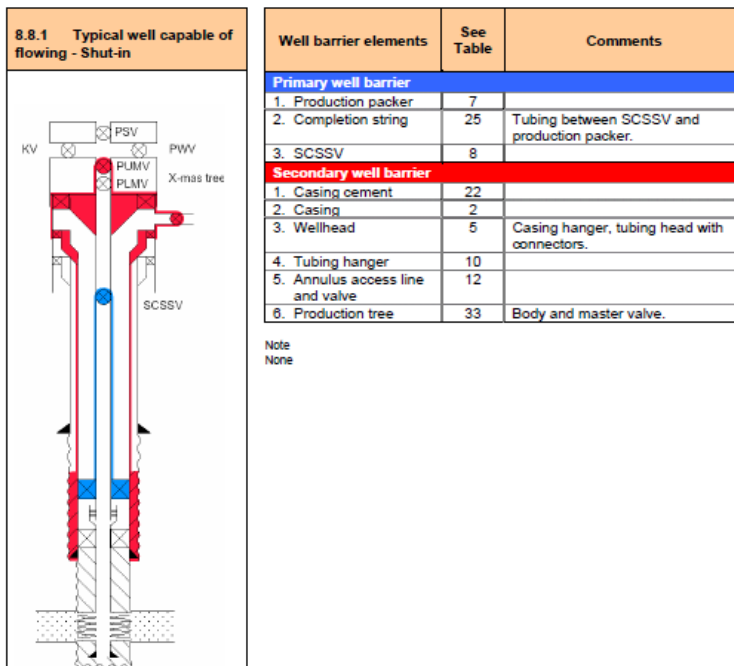 8.8.1 Typical well capable of
flowing - Shut-in
PSV
KV
PWV
PUMV
PLMV
X-mas tree
SCSSV
Well barrier elements
See
Table
Comments
Primary well barrier
1. Production packer 7
2. Completion string 25 Tubing between SCSSV and
production packer.
3. SCSSV 8
Secondary well barrier
1. Casing cement 22
2. Casing 2
3. Wellhead 5 Casing hanger, tubing head with
connectors.
4. Tubing hanger 10
5. Annulus access line 12
and valve
6. Production tree 33 Body and master valve.
Note
None